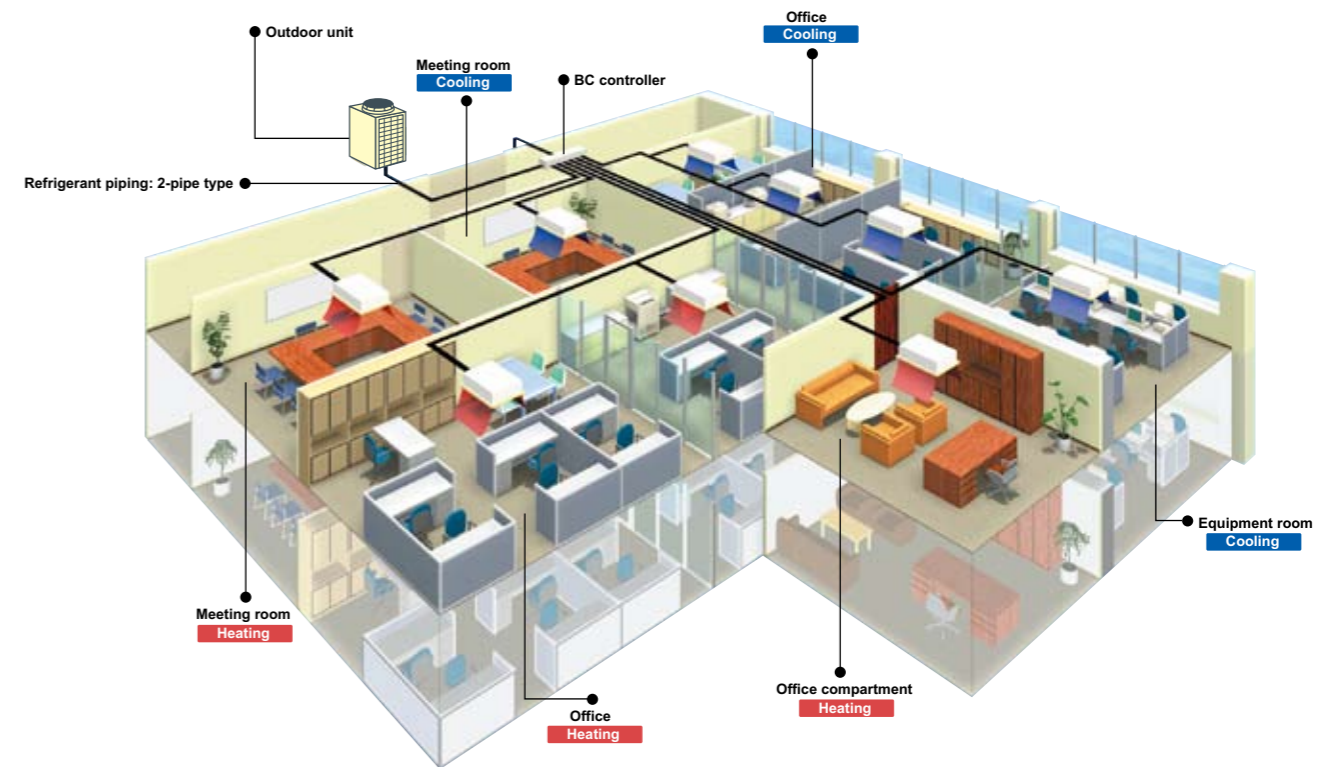 Office
Cooling
Outdoor unit
Meeting room
Cooling
BC controller
Refrigerant piping: 2-pipe type
Equipment room
Cooling
Meeting room
Heating
Office compartment
Heating
Office
Heating